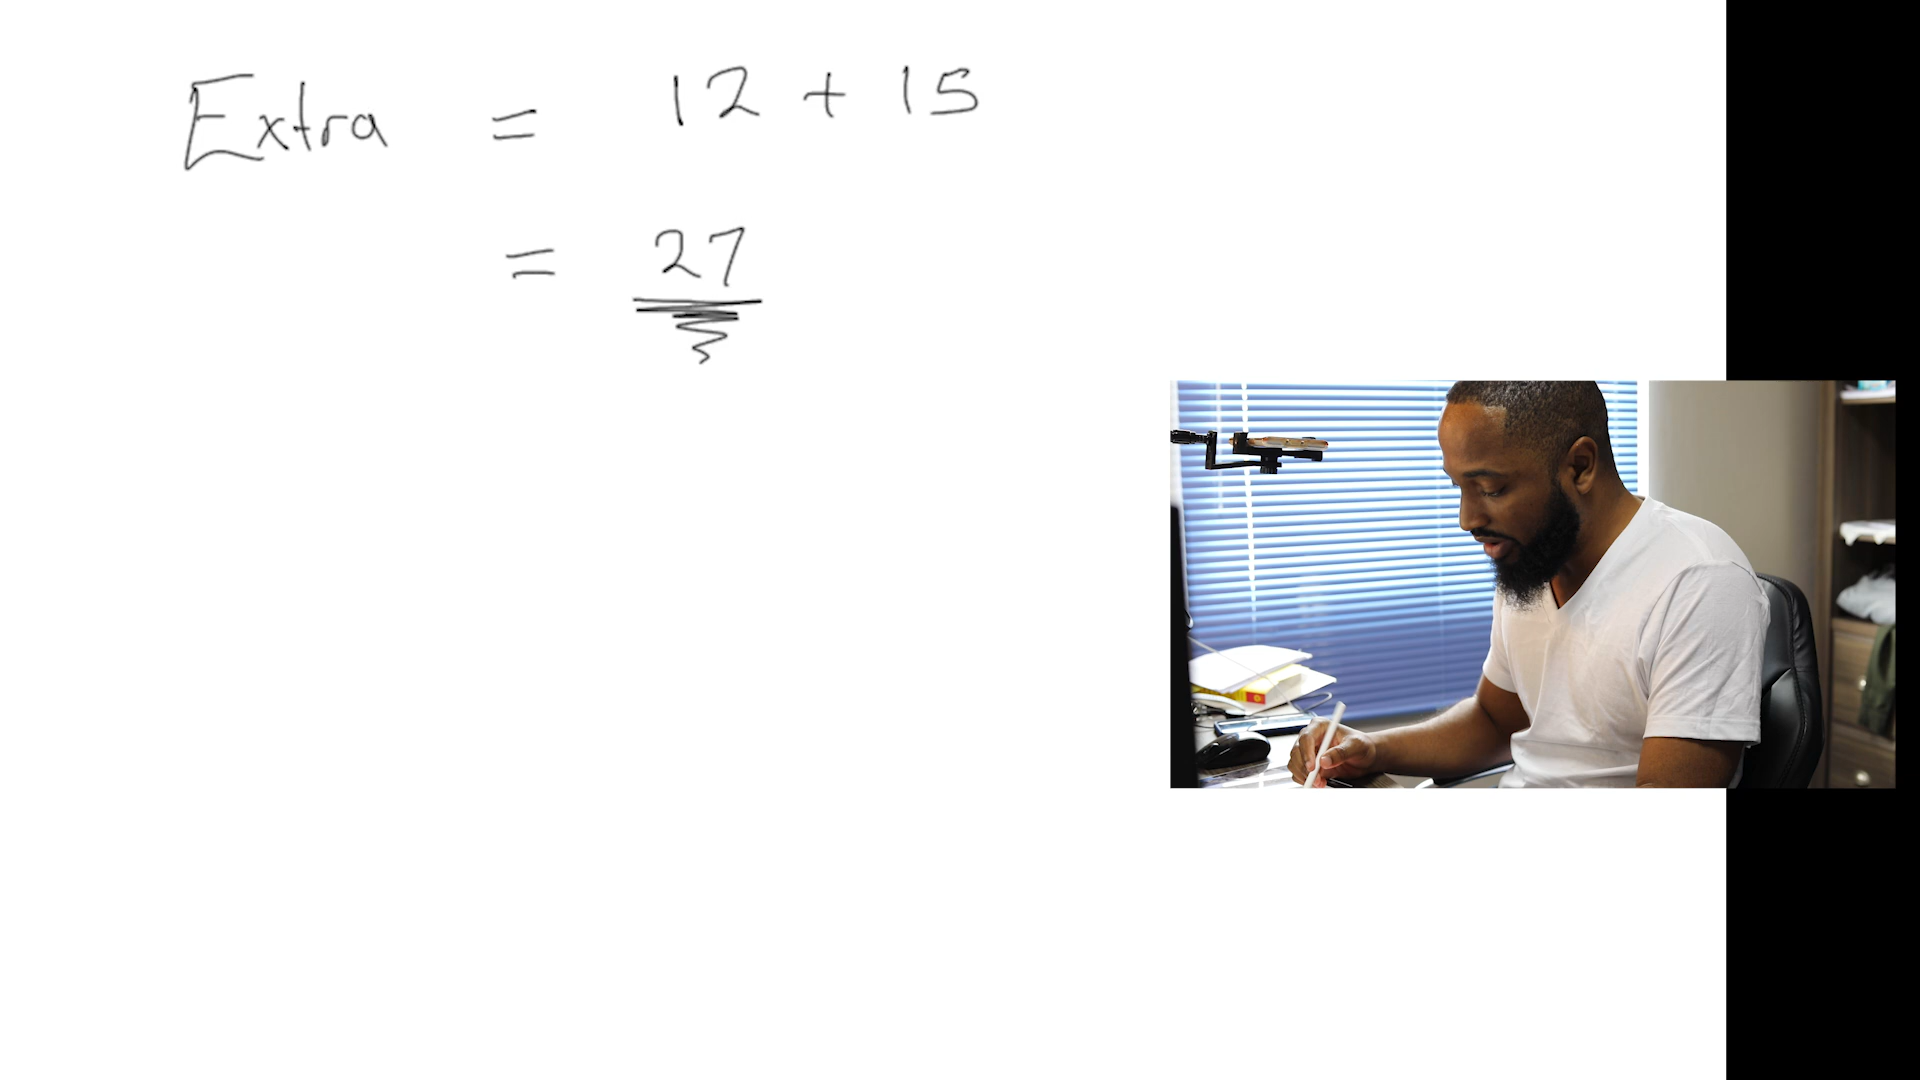 Extra = 12 + 15
= 27